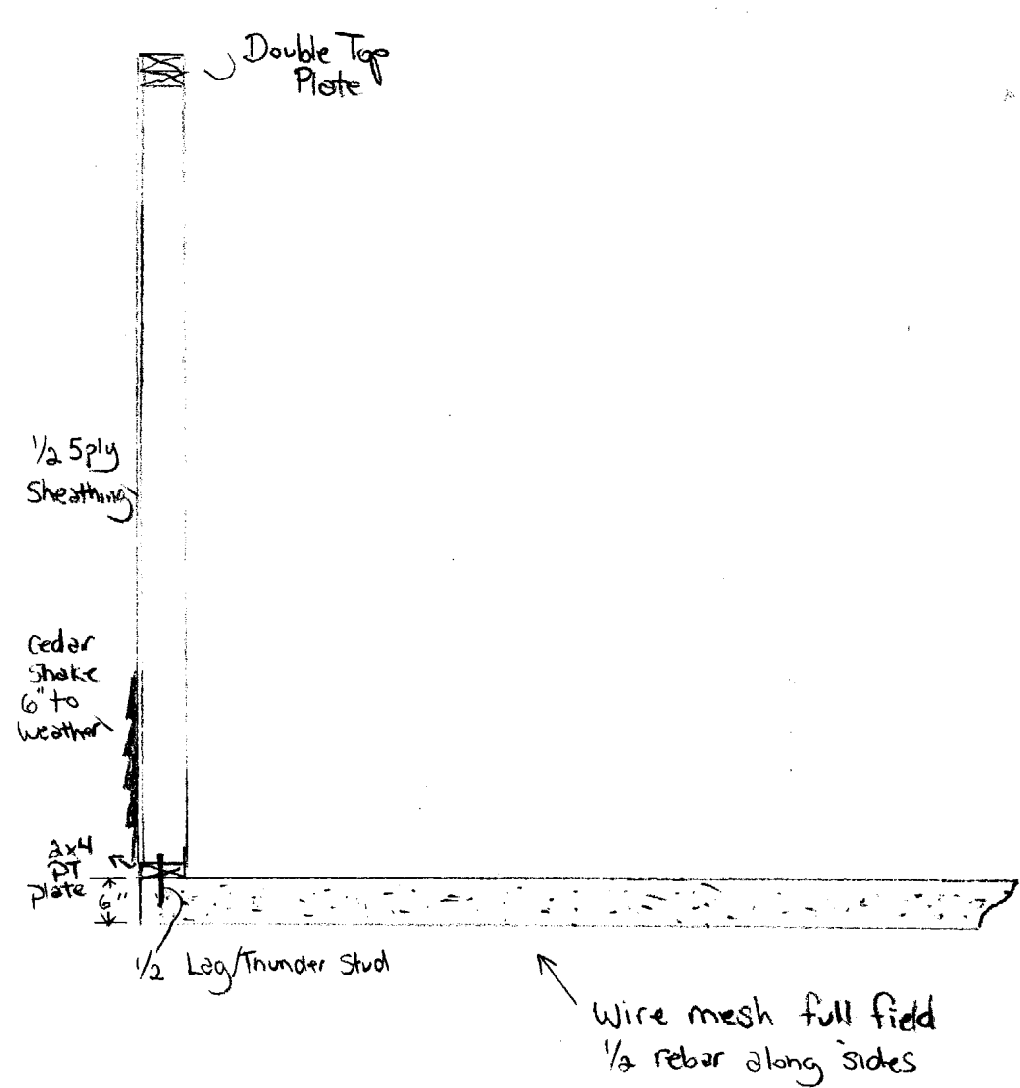 Double Top
Plate
1/2 5ply
Sheathing
Cedar
Shake
6" to
weather
2x4
PT
plate
6"
1/2 Lag/Thunder Stud
Wire mesh full field
1/2 rebar along sides